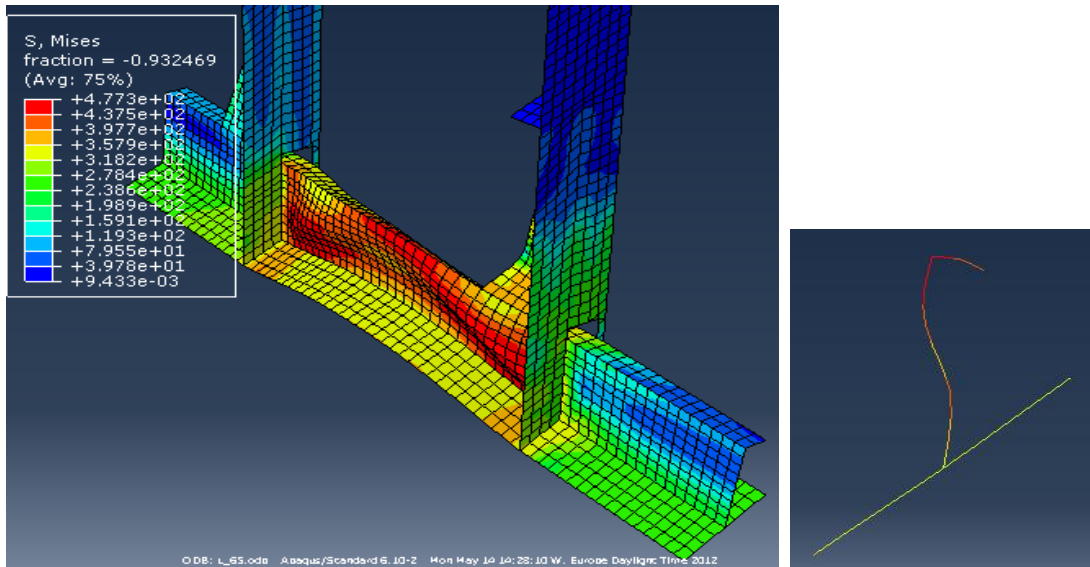 S, Mises
fraction = -0.932469
(Avg: 75%)
+4.773e+02
+4.375e+02
+3.977e+02
+3.579e+02
+3.182e+02
+2.784e+02
+2.386e+02
+1.989e+02
+1.591e+02
+1.193e+02
+7.955e+01
+3.978e+01
+9.433e-03
ODB: L_65.odb Abaqus/Standard 6.10-2 Mon May 14 14:28:10 W. Europe Daylight Time 2012